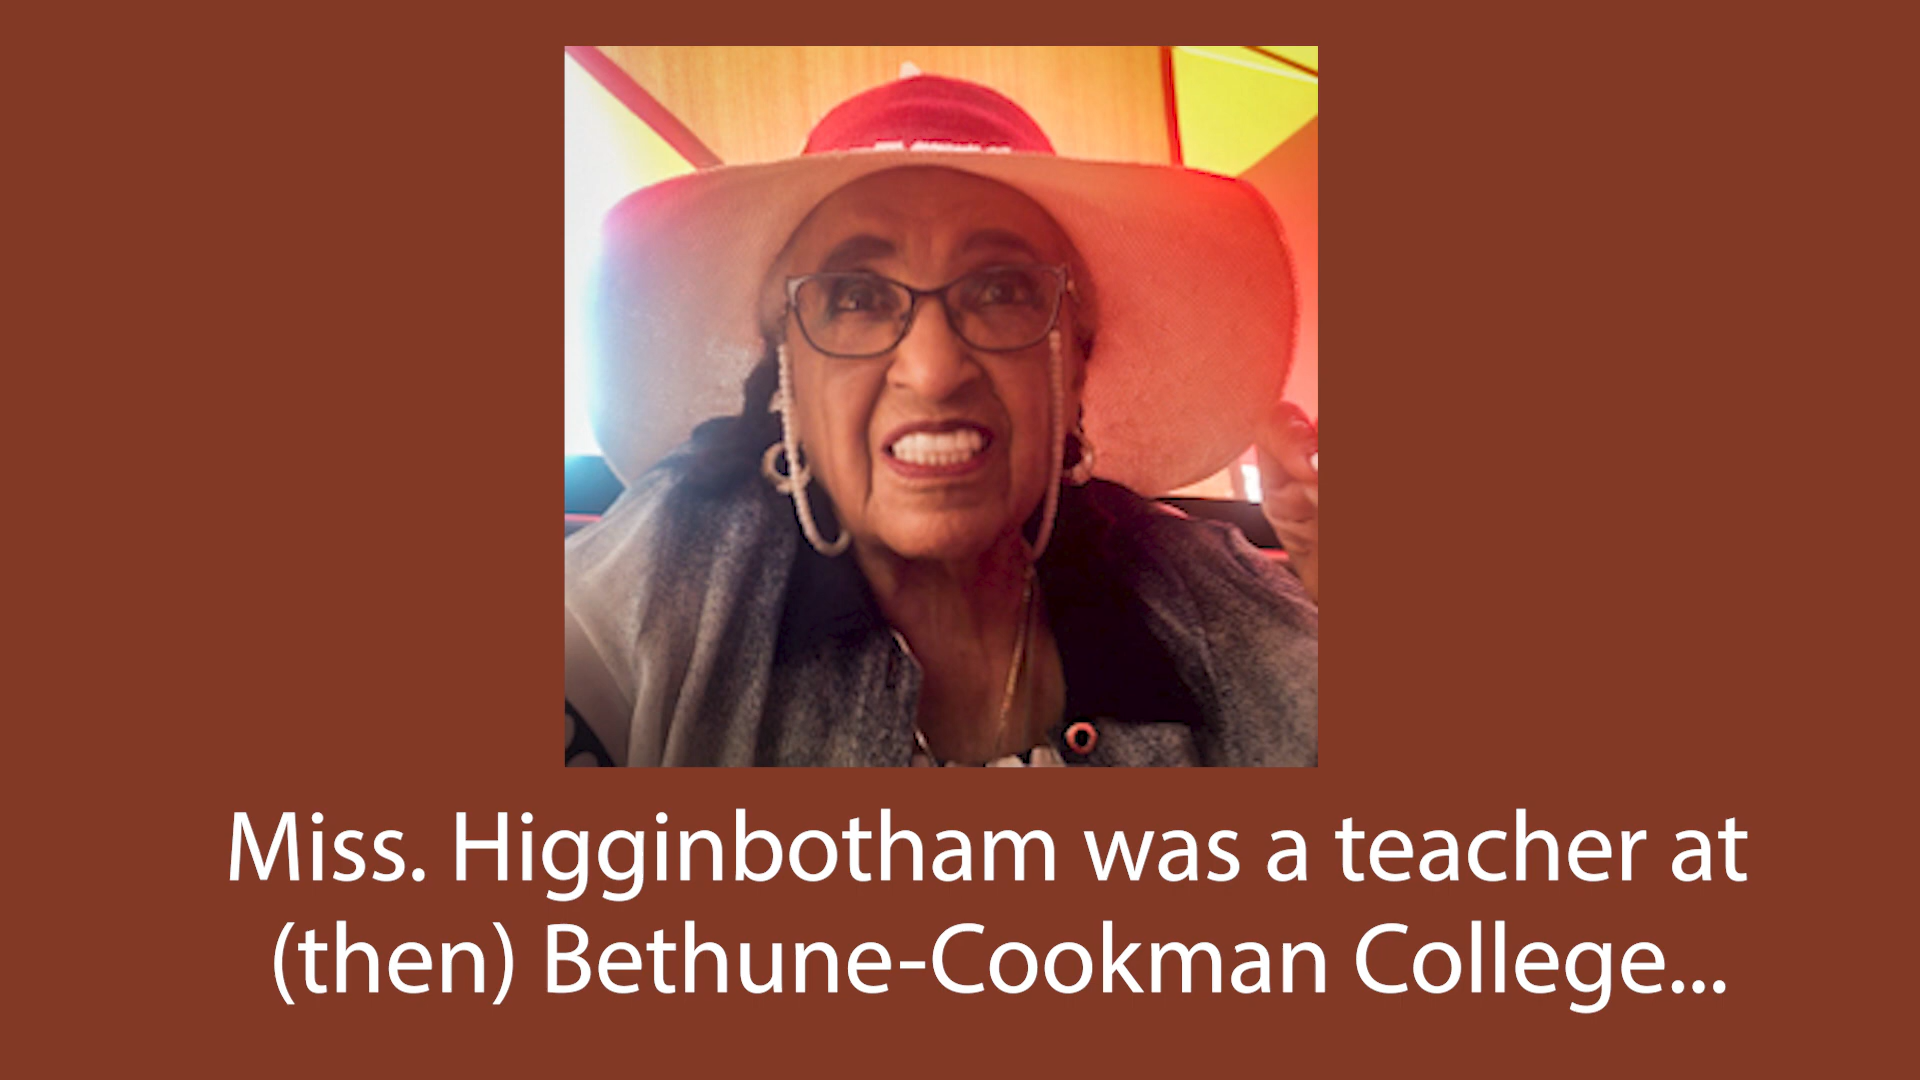 Miss. Higginbotham was a teacher at
(then) Bethune-Cookman College...